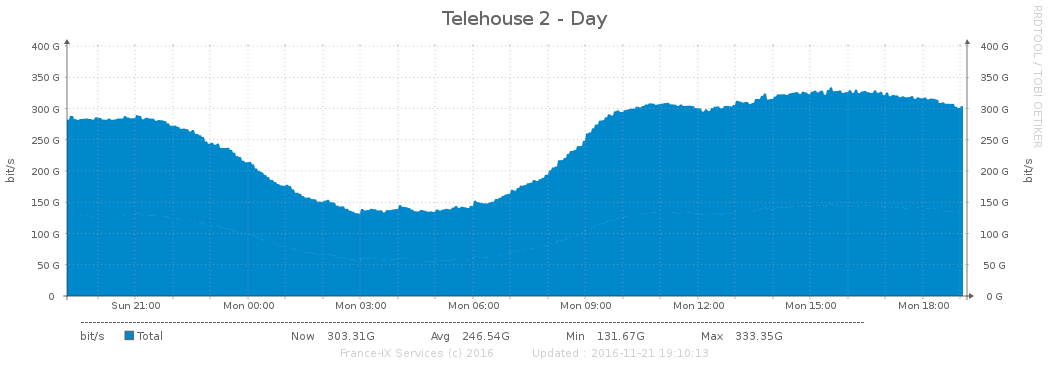 Telehouse 2 - Day
RRDTOOL / TOBI OETIKER
400 G 400 G
350 G 350 G
300 G 300 G
250 G 250 G
200 G 200 G
150 G 150 G
100 G 100 G
50 G 50 G
0 0 G
bit/s bit/s
Sun 21:00 Mon 00:00 Mon 03:00 Mon 06:00 Mon 09:00 Mon 12:00 Mon 15:00 Mon 18:00
bit/s Total Now 303.31G Avg 246.54G Min 131.67G Max 333.35G
France-IX Services (c) 2016 Updated : 2016-11-21 19:10:13